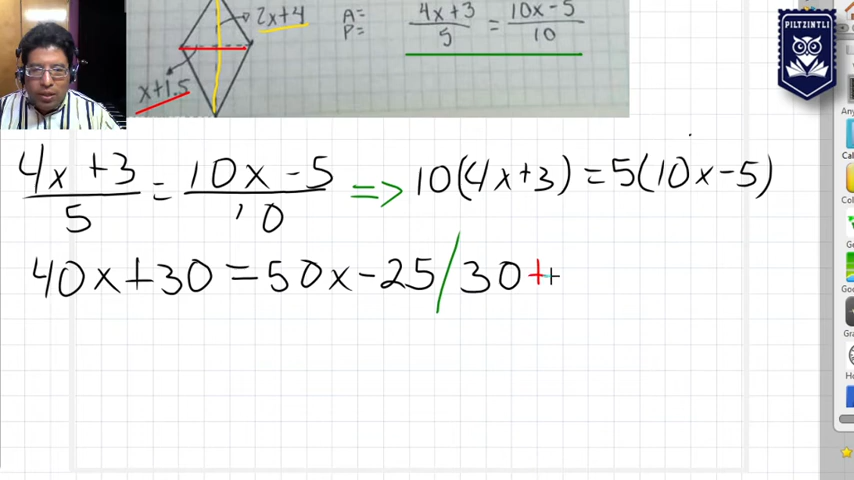 2x+4
x+1.5
A=
P=
4x+3/5 = 10x-5/10
PILTZINTLI
4x+3/5 = 10x-5/10 => 10(4x+3)=5(10x-5)
40x+30=50x-25/30+